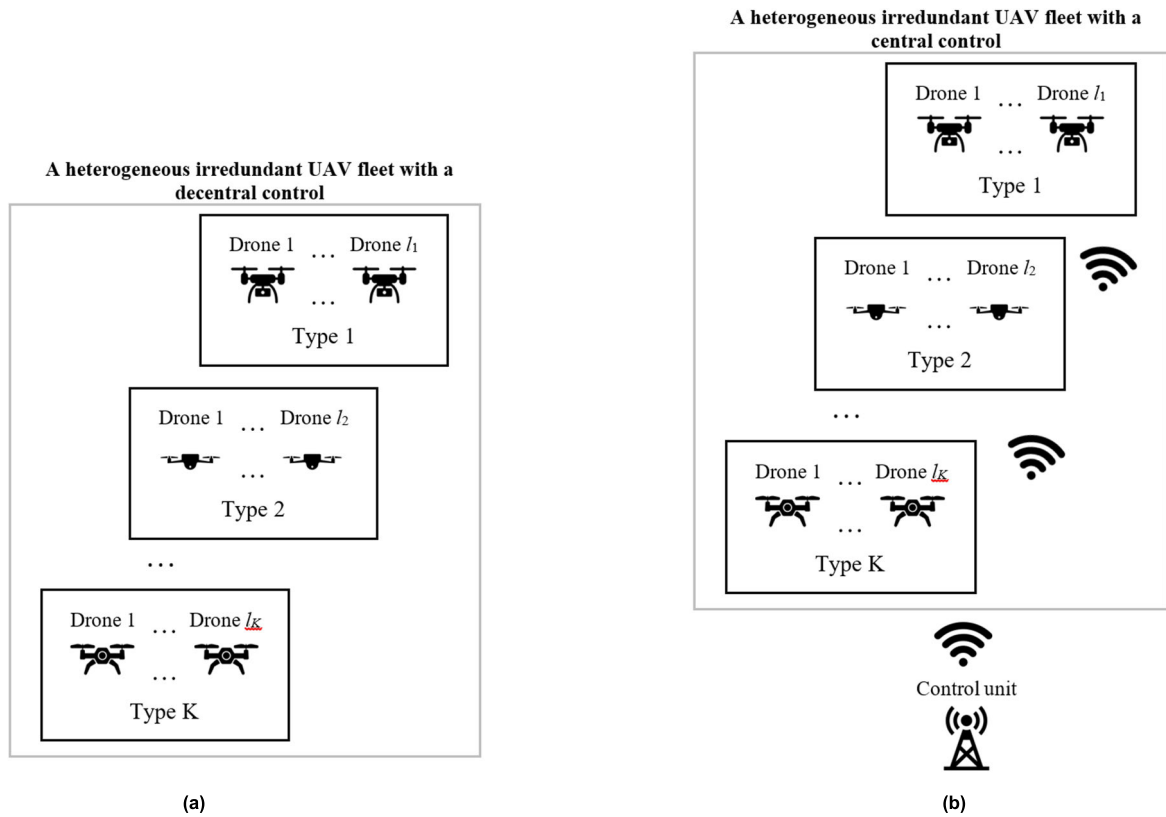 A heterogeneous irredundant UAV fleet with a
decentral control
Drone 1 ... Drone l1
...
Type 1
Drone 1 ... Drone l2
...
Type 2
...
Drone 1 ... Drone lK
...
Type K
(a)
A heterogeneous irredundant UAV fleet with a
central control
Drone 1 ... Drone l1
...
Type 1
Drone 1 ... Drone l2
...
Type 2
...
Drone 1 ... Drone lK
...
Type K
Control unit
(b)